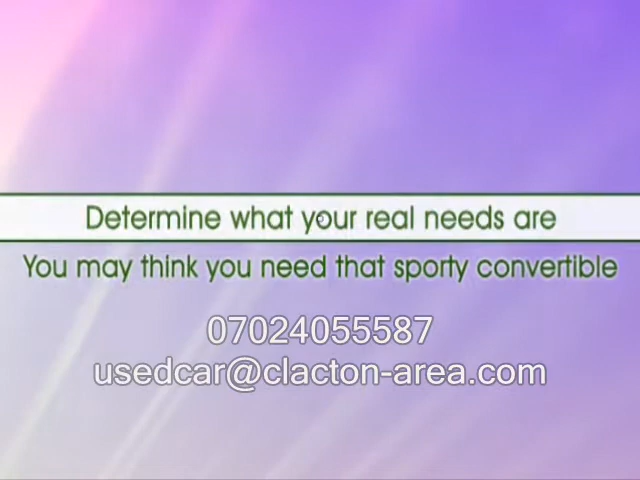 Determine what your real needs are
You may think you need that sporty convertible
07024055587
usedcar@clacton-area.com